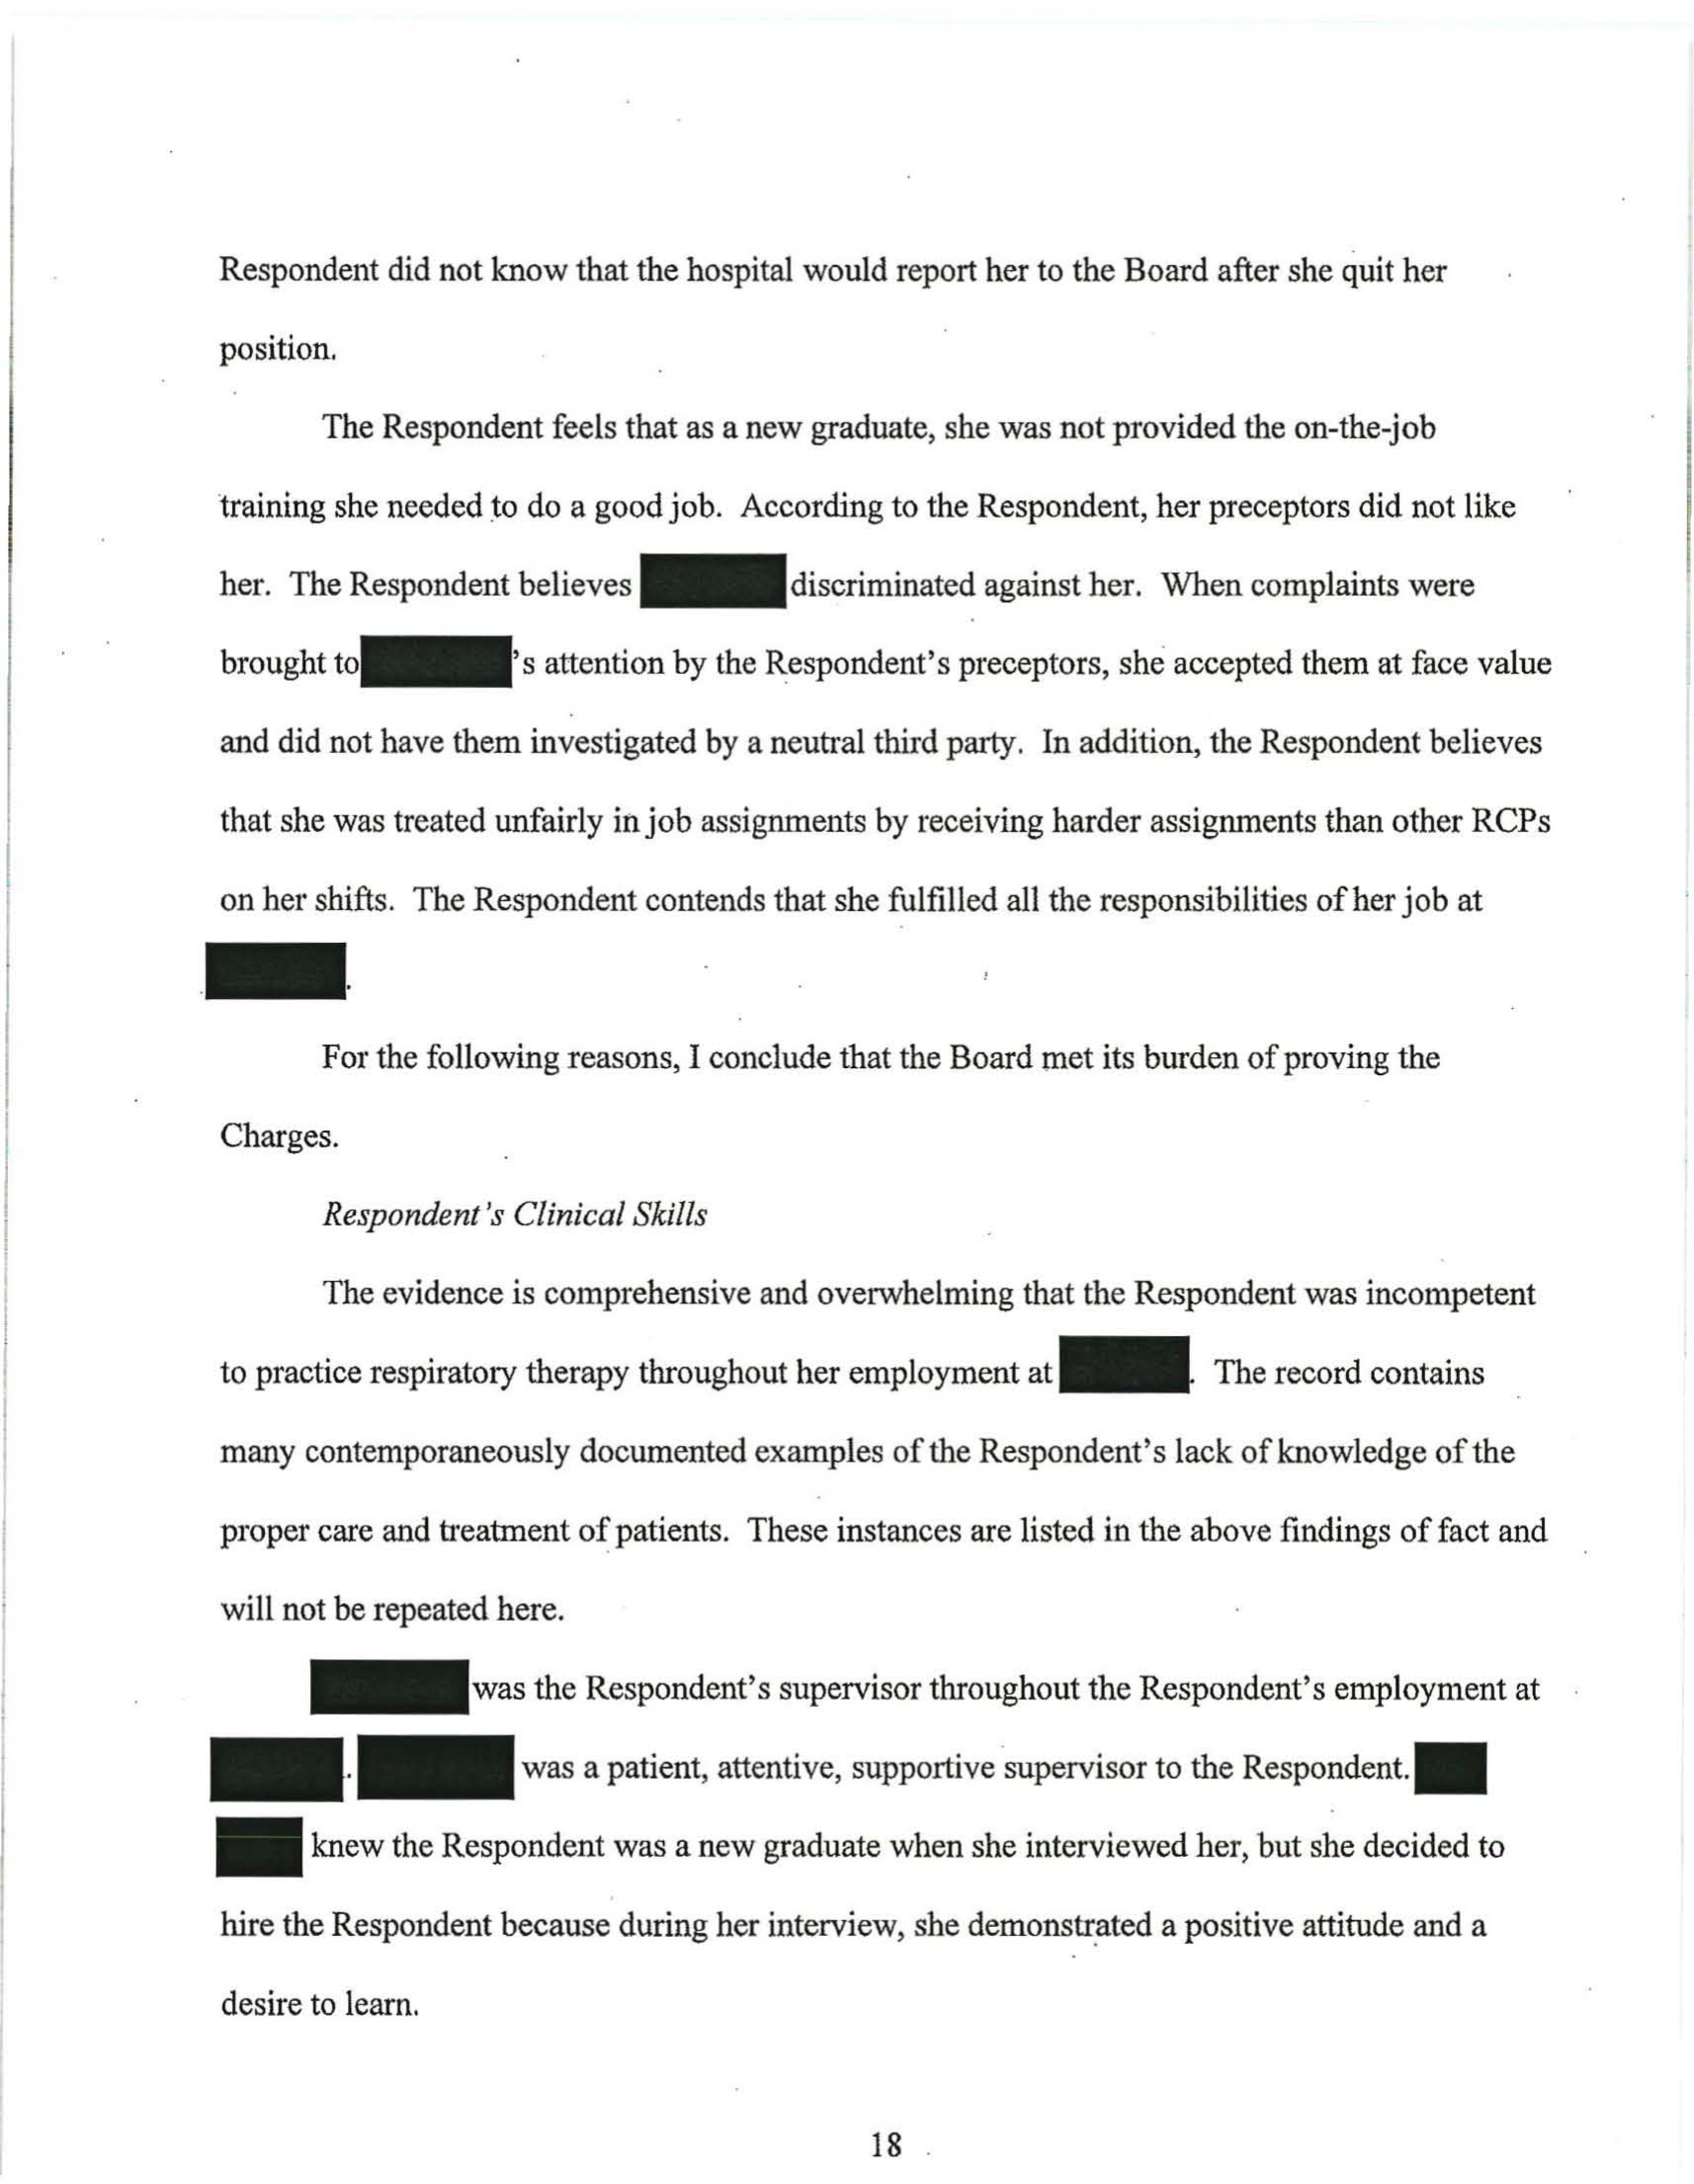 Respondent did not know that the hospital would report her to the Board after she quit her
position.
The Respondent feels that as a new graduate, she was not provided the on-the-job
training she needed to do a good job. According to the Respondent, her preceptors did not like
her. The Respondent believes discriminated against her. When complaints were
brought to 's attention by the Respondent's preceptors, she accepted them at face value
and did not have them investigated by a neutral third party. In addition, the Respondent believes
that she was treated unfairly in job assignments by receiving harder assignments than other RCPs
on her shifts. The Respondent contends that she fulfilled all the responsibilities of her job at
.
For the following reasons, I conclude that the Board met its burden of proving the
Charges.
Respondent's Clinical Skills
The evidence is comprehensive and overwhelming that the Respondent was incompetent
to practice respiratory therapy throughout her employment at . The record contains
many contemporaneously documented examples of the Respondent's lack of knowledge of the
proper care and treatment of patients. These instances are listed in the above findings of fact and
will not be repeated here.
was the Respondent's supervisor throughout the Respondent's employment at
. was a patient, attentive, supportive supervisor to the Respondent.
knew the Respondent was a new graduate when she interviewed her, but she decided to
hire the Respondent because during her interview, she demonstrated a positive attitude and a
desire to learn.
18